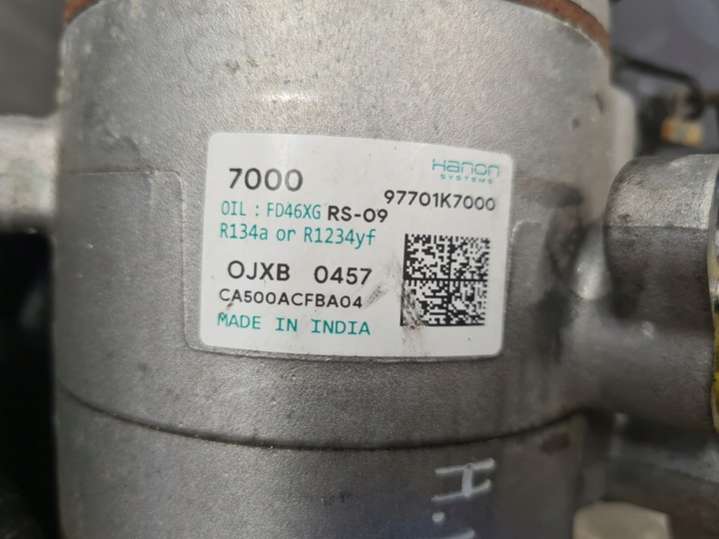 7000
Hanon
SYSTEMS
97701K7000
OIL : FD46XG RS-09
R134a or R1234yf
OJXB 0457
CA500ACFBA04
MADE IN INDIA